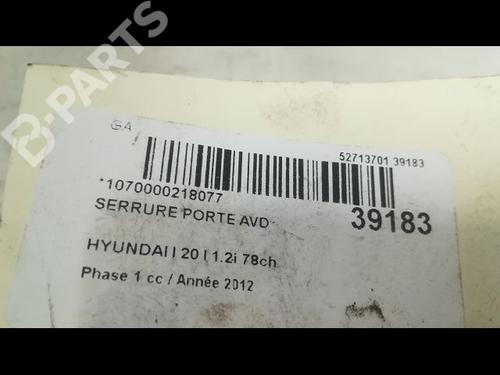 B-PARTS
GA
52713701 39183
*1070000218077
SERRURE PORTE AVD
39183
HYUNDAI I 20 I 1.2i 78ch
Phase 1 cc / Année 2012